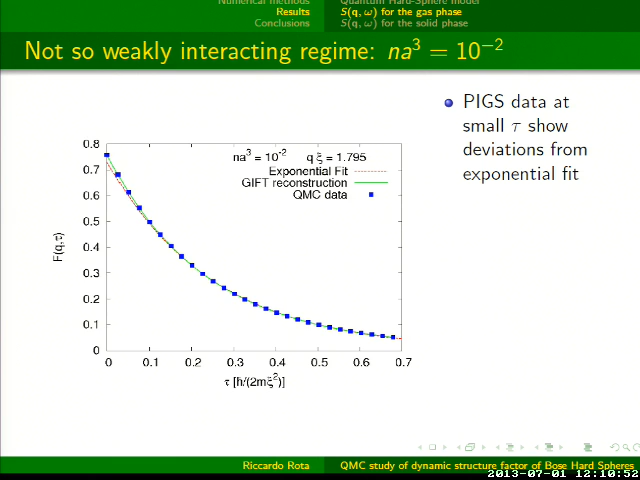 Numerical methods
Results
Conclusions
Quantum Hard-Sphere model
S(q, ω) for the gas phase
S(q, ω) for the solid phase
Not so weakly interacting regime: na³ = 10⁻²
PIGS data at
small τ show
deviations from
exponential fit
0.8
0.7
0.6
0.5
0.4
0.3
0.2
0.1
0
F(q,τ)
na³ = 10⁻² q ξ = 1.795
Exponential Fit
GIFT reconstruction
QMC data
0 0.1 0.2 0.3 0.4 0.5 0.6 0.7
τ [ħ/(2mξ²)]
Riccardo Rota
QMC study of dynamic structure factor of Bose Hard Spheres
2013-07-01 12:10:52